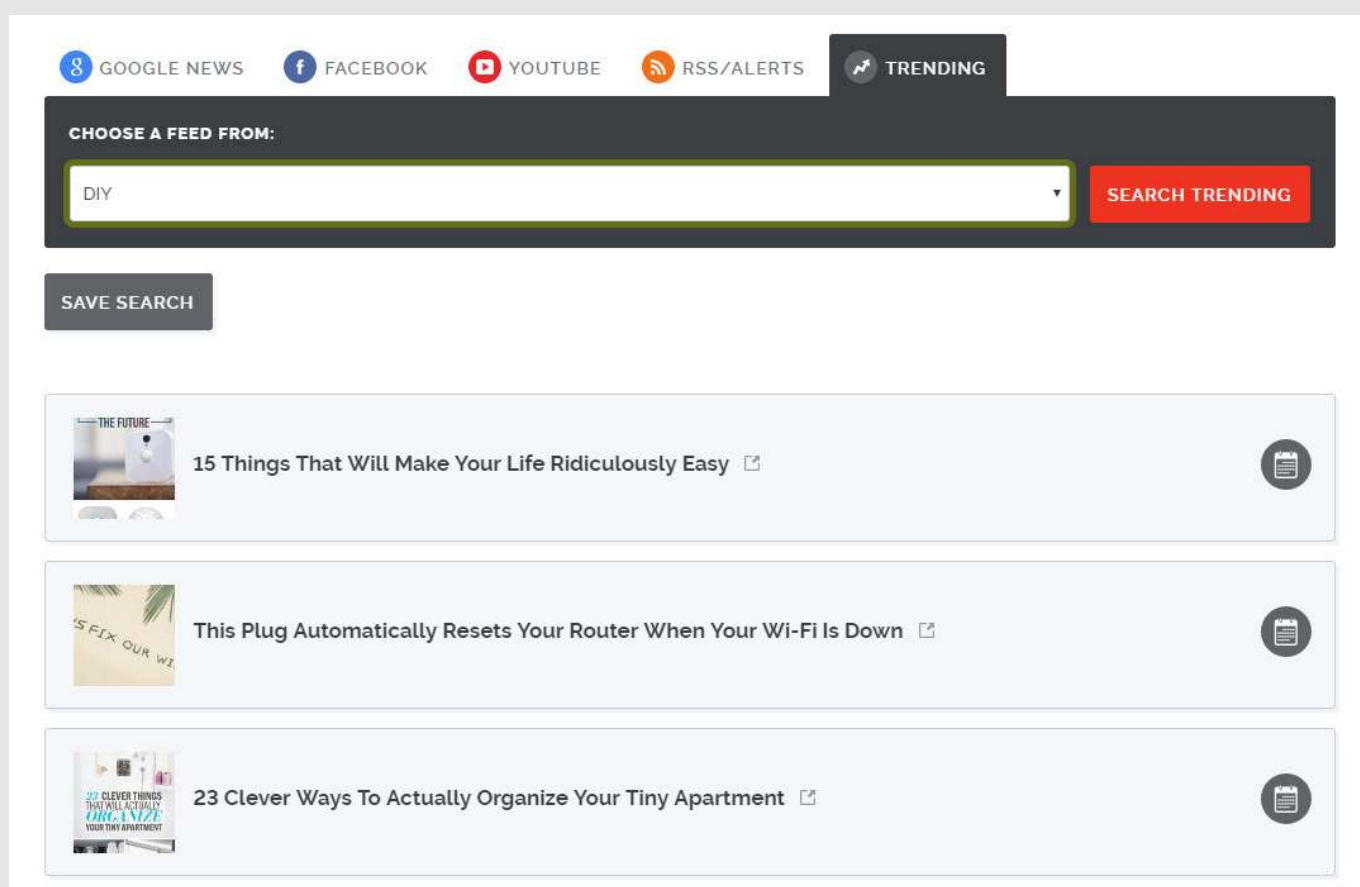 GOOGLE NEWS
FACEBOOK
YOUTUBE
RSS/ALERTS
TRENDING
CHOOSE A FEED FROM:
DIY
SEARCH TRENDING
SAVE SEARCH
THE FUTURE
15 Things That Will Make Your Life Ridiculously Easy
'S FIX OUR WI
This Plug Automatically Resets Your Router When Your Wi-Fi Is Down
23 CLEVER THINGS
THAT WILL ACTUALLY
ORGANIZE
YOUR TINY APARTMENT
23 Clever Ways To Actually Organize Your Tiny Apartment